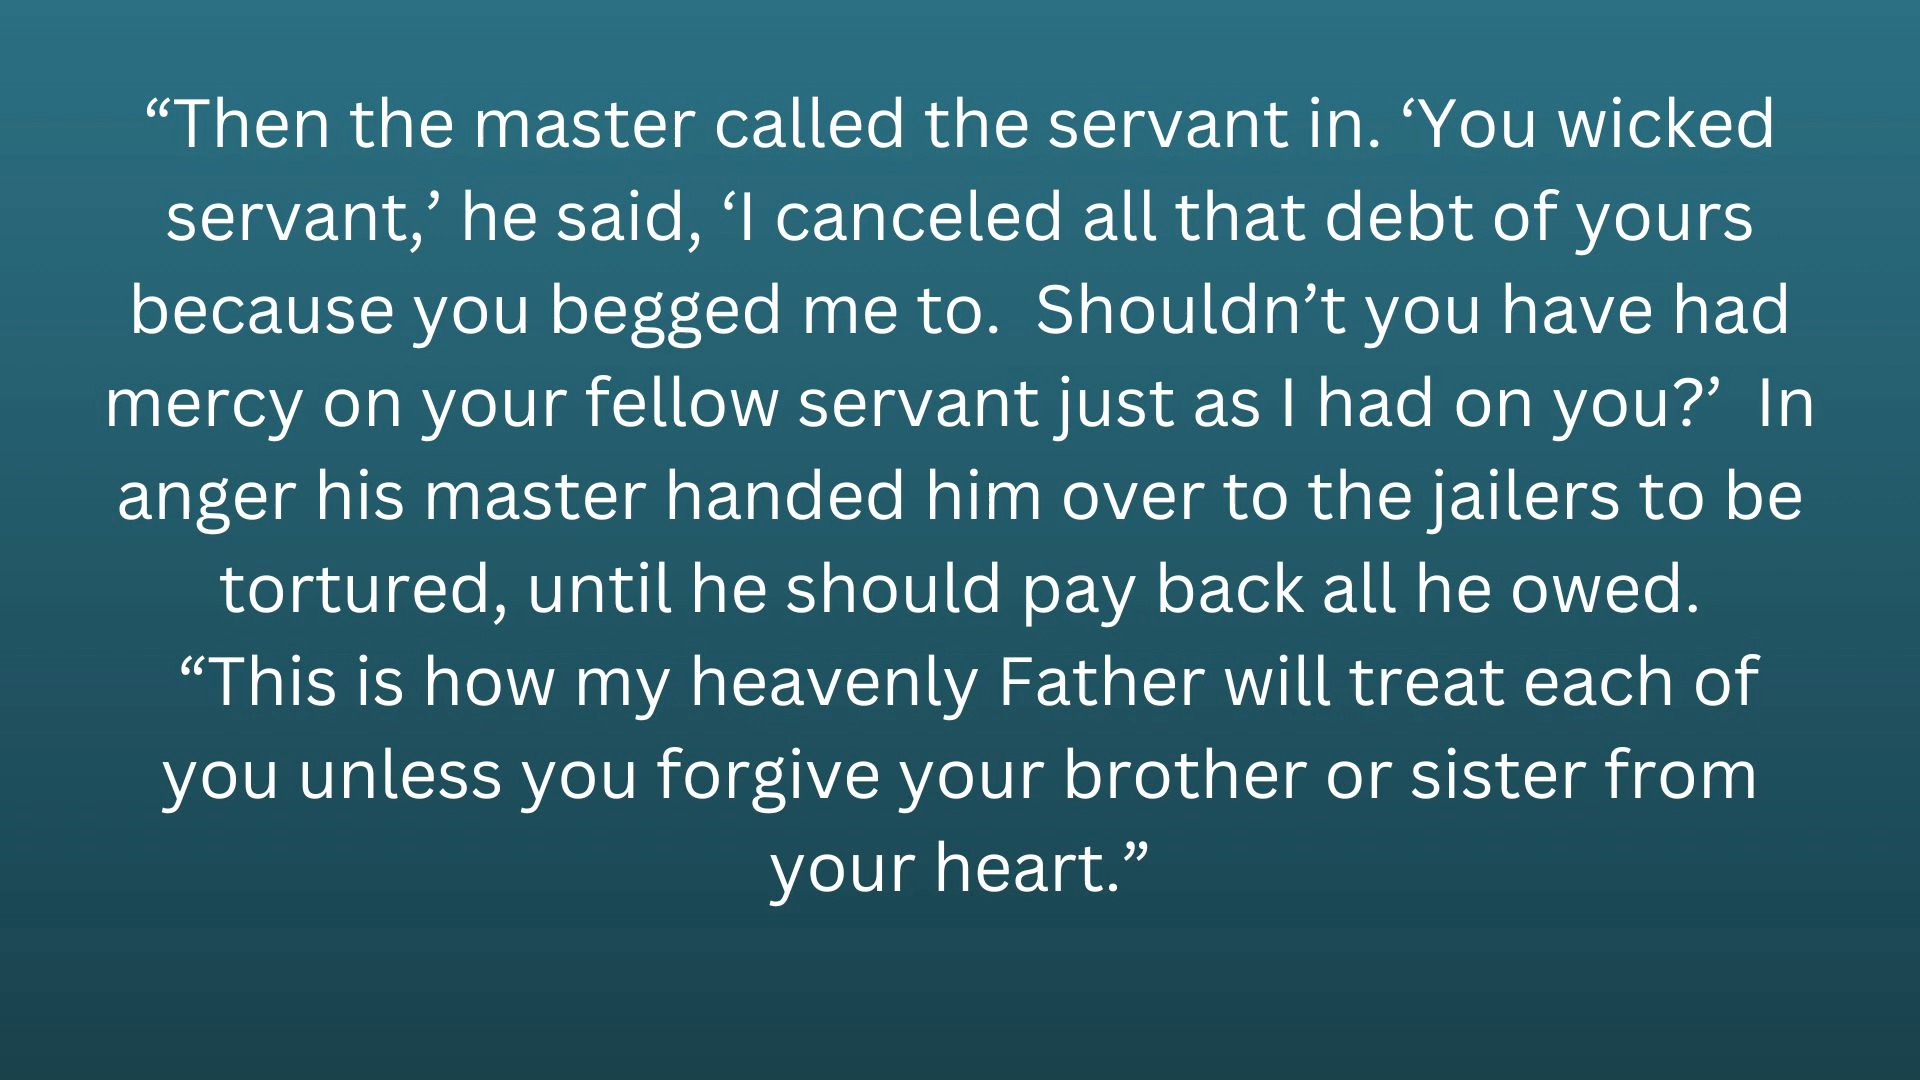 “Then the master called the servant in. ‘You wicked
servant,’ he said, ‘I canceled all that debt of yours
because you begged me to.  Shouldn’t you have had
mercy on your fellow servant just as I had on you?’  In
anger his master handed him over to the jailers to be
tortured, until he should pay back all he owed.
“This is how my heavenly Father will treat each of
you unless you forgive your brother or sister from
your heart.”